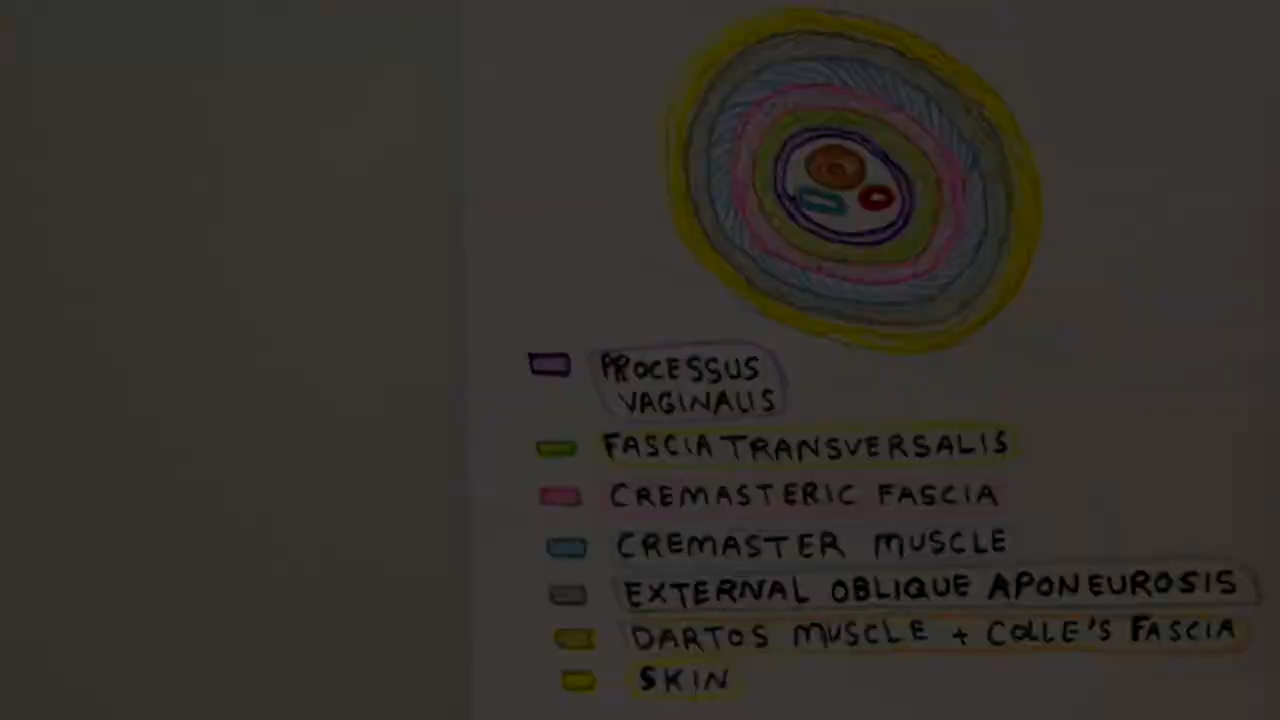 PROCESSUS
VAGINALIS
FASCIA TRANSVERSALIS
CREMASTERIC FASCIA
CREMASTER MUSCLE
EXTERNAL OBLIQUE APONEUROSIS
DARTOS MUSCLE + COLLE'S FASCIA
SKIN